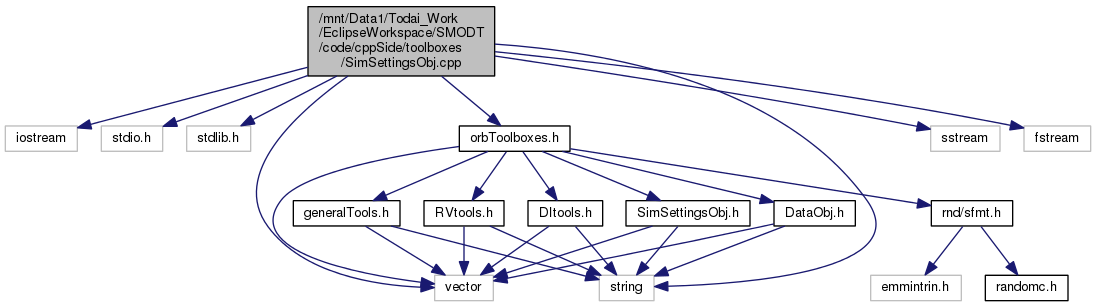 /mnt/Data1/Todai_Work
/EclipseWorkspace/SMODT
/code/cppSide/toolboxes
/SimSettingsObj.cpp
iostream
stdio.h
stdlib.h
orbToolboxes.h
sstream
fstream
generalTools.h
RVtools.h
DItools.h
SimSettingsObj.h
DataObj.h
rnd/sfmt.h
vector
string
emmintrin.h
randomc.h